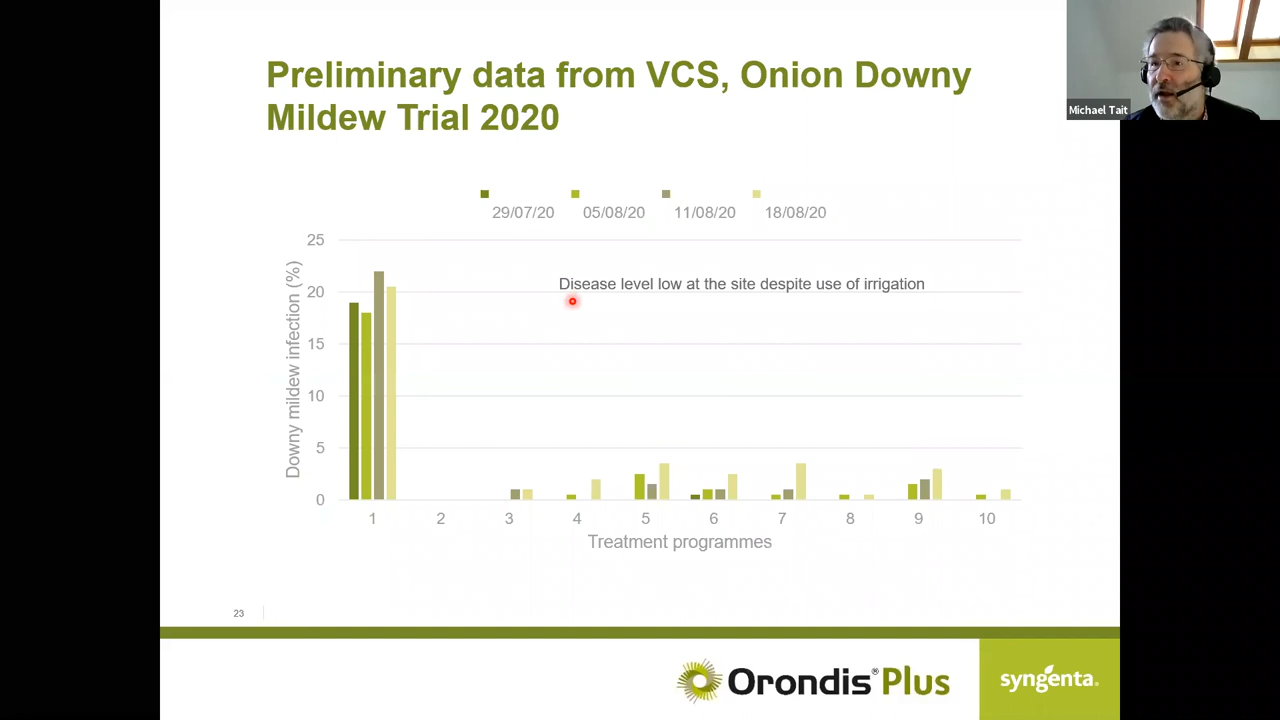 Preliminary data from VCS, Onion Downy
Mildew Trial 2020
Michael Tait
29/07/20 05/08/20 11/08/20 18/08/20
Downy mildew infection (%)
25
20
15
10
5
0
Disease level low at the site despite use of irrigation
1 2 3 4 5 6 7 8 9 10
Treatment programmes
23
Orondis® Plus
syngenta®